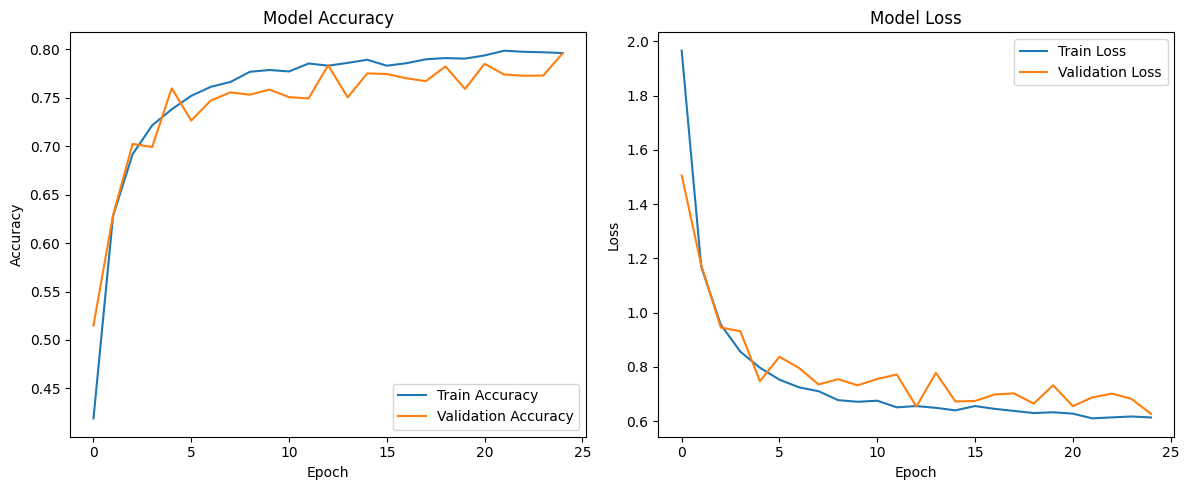 Model Accuracy
0.80
0.75
0.70
0.65
0.60
0.55
0.50
0.45
Accuracy
0 5 10 15 20 25
Epoch
Train Accuracy
Validation Accuracy
Model Loss
2.0
1.8
1.6
1.4
1.2
1.0
0.8
0.6
Loss
0 5 10 15 20 25
Epoch
Train Loss
Validation Loss